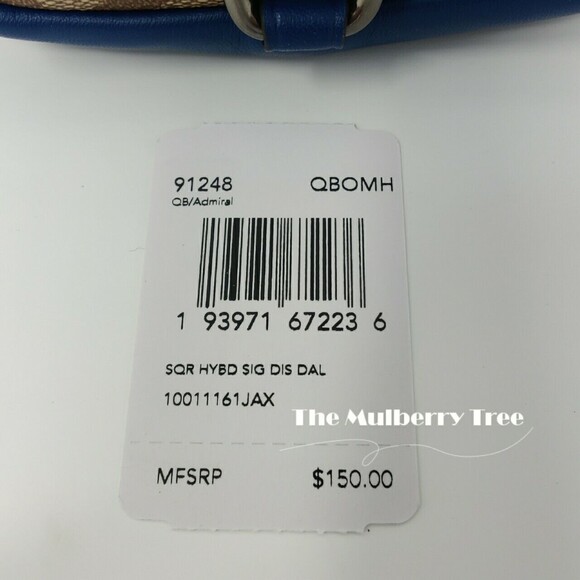 91248 QBOMH
QB/Admiral
1 93971 67223 6
SQR HYBD SIG DIS DAL
10011161JAX
The Mulberry Tree
MFSRP $150.00